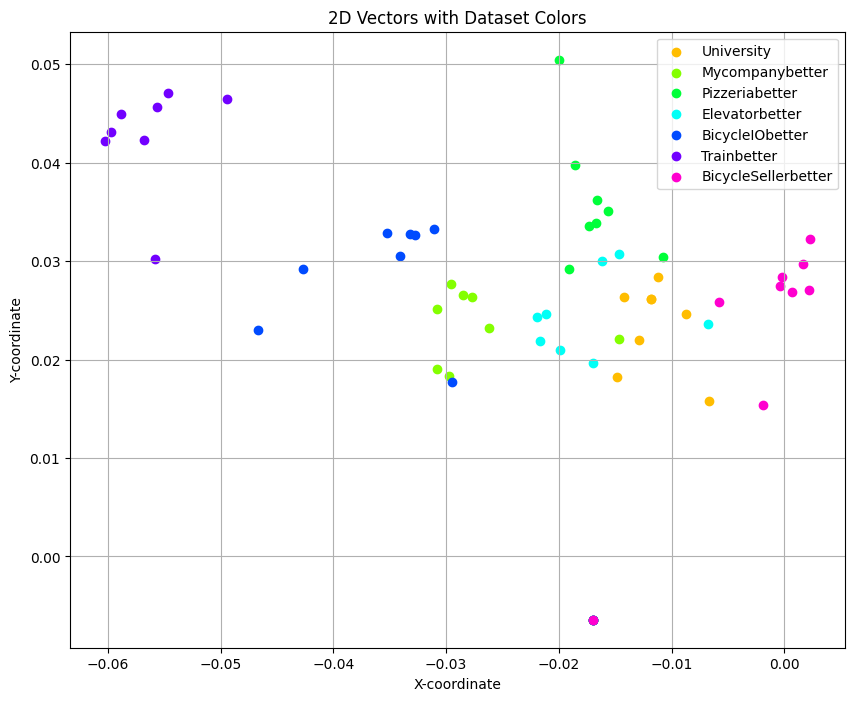 2D Vectors with Dataset Colors
University
Mycompanybetter
Pizzeriabetter
Elevatorbetter
BicycleIObetter
Trainbetter
BicycleSellerbetter
0.05
0.04
0.03
0.02
0.01
0.00
Y-coordinate
−0.06 −0.05 −0.04 −0.03 −0.02 −0.01 0.00
X-coordinate